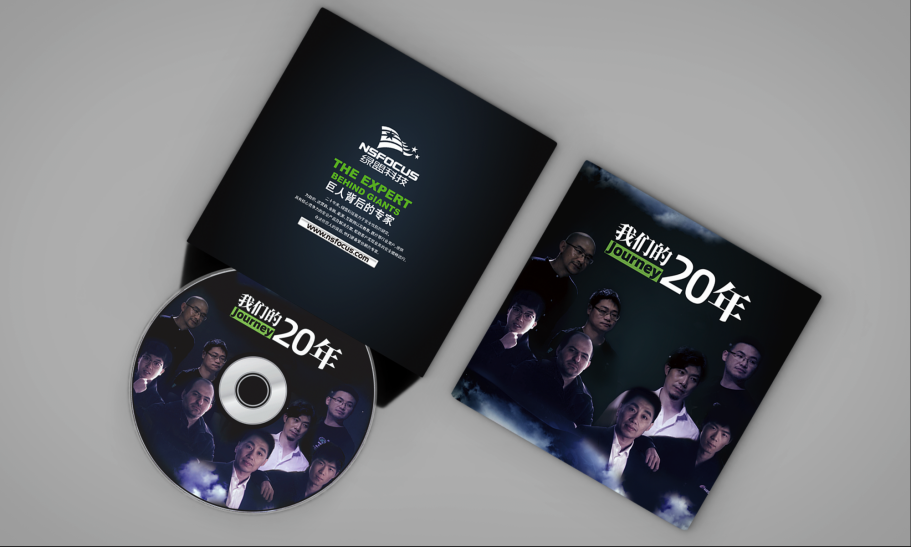 NSFOCUS
绿盟科技
THE EXPERT
BEHIND GIANTS
巨人背后的专家
www.nsfocus.com
我们的
Journey
20年
我们的
Journey
20年